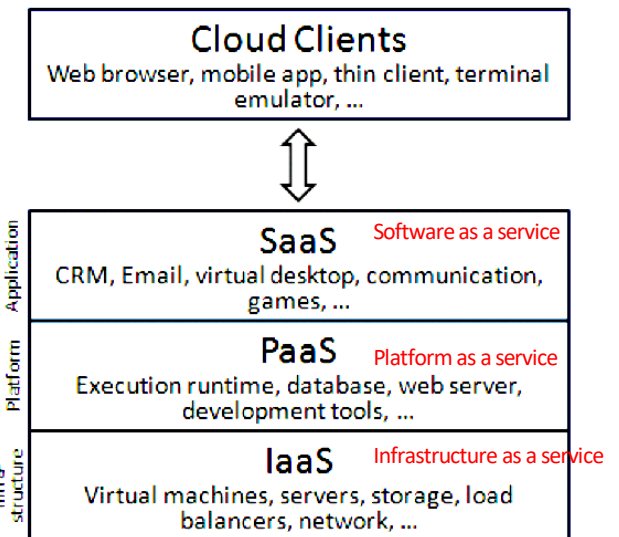 Cloud Clients
Web browser, mobile app, thin client, terminal
emulator, ...
Application
SaaS
Software as a service
CRM, Email, virtual desktop, communication,
games, ...
Platform
PaaS
Platform as a service
Execution runtime, database, web server,
development tools, ...
structure
IaaS
Infrastructure as a service
Virtual machines, servers, storage, load
balancers, network, ...